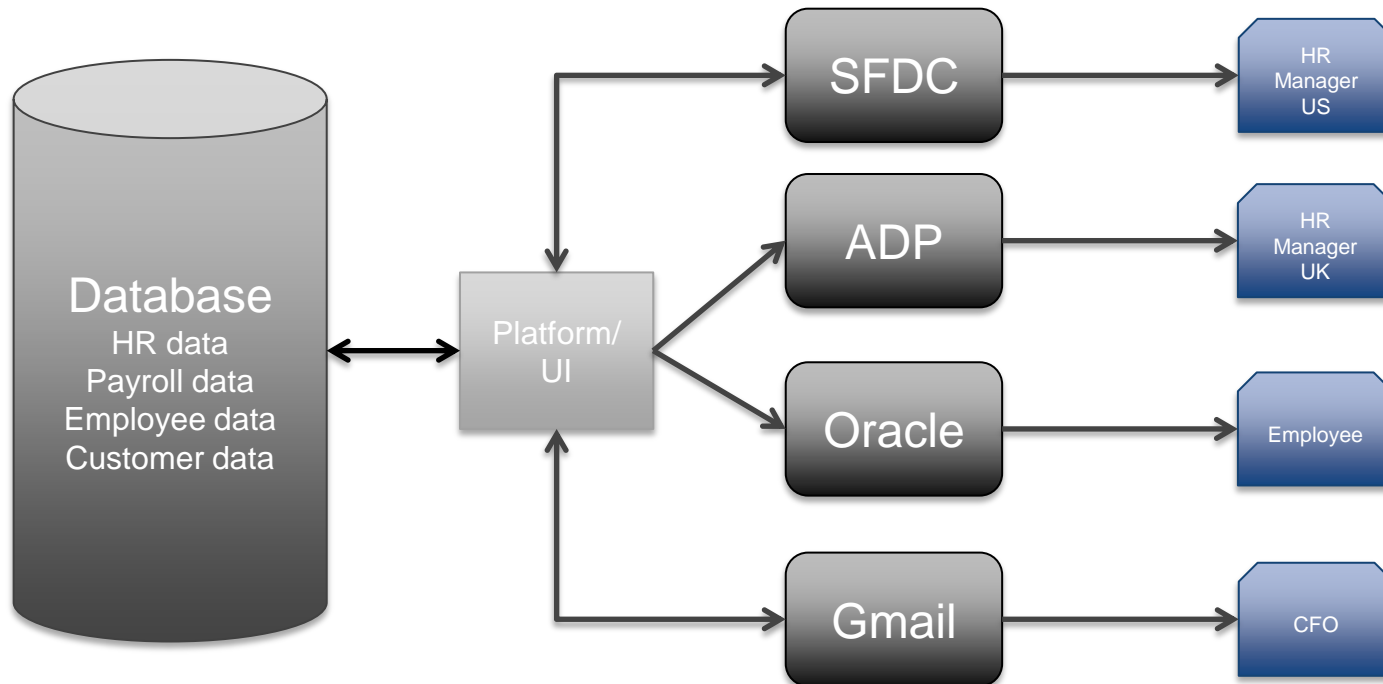 Database
HR data
Payroll data
Employee data
Customer data
Platform/
UI
SFDC
ADP
Oracle
Gmail
HR
Manager
US
HR
Manager
UK
Employee
CFO